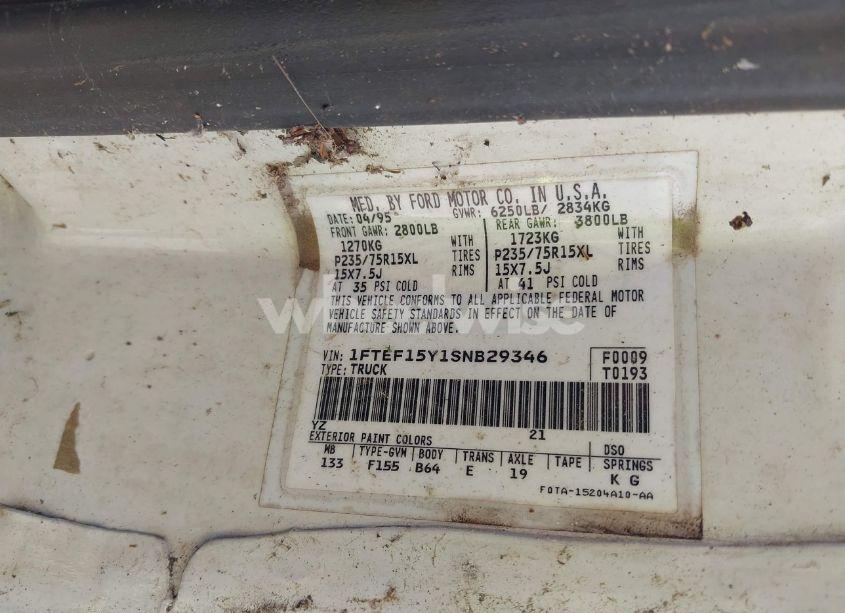 MFD. BY FORD MOTOR CO. IN U.S.A.
DATE: 04/95 GVWR: 6250LB/ 2834KG
FRONT GAWR: 2800LB REAR GAWR: 3800LB
1270KG WITH 1723KG WITH
P235/75R15XL TIRES P235/75R15XL TIRES
15X7.5J RIMS 15X7.5J RIMS
AT 35 PSI COLD AT 41 PSI COLD
THIS VEHICLE CONFORMS TO ALL APPLICABLE FEDERAL MOTOR
VEHICLE SAFETY STANDARDS IN EFFECT ON THE DATE OF
MANUFACTURE SHOWN ABOVE.
VIN: 1FTEF15Y1SNB29346 F0009
TYPE: TRUCK T0193
YZ 21
EXTERIOR PAINT COLORS DSO
WB TYPE-GVM BODY TRANS AXLE TAPE SPRINGS
133 F155 B64 E 19 K G
F0TA-15204A10-AA